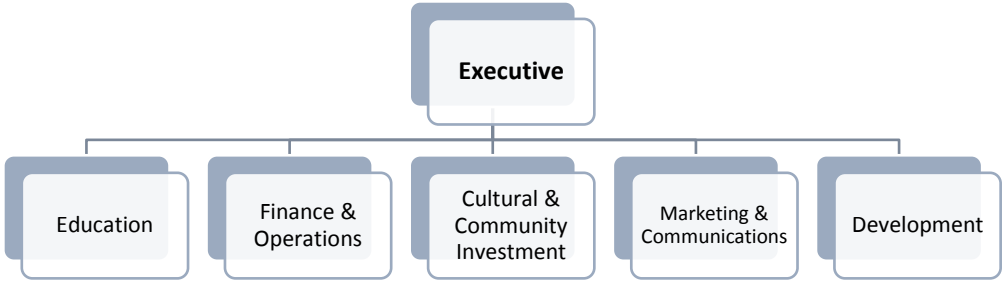 Executive
Education
Finance &
Operations
Cultural &
Community
Investment
Marketing &
Communications
Development